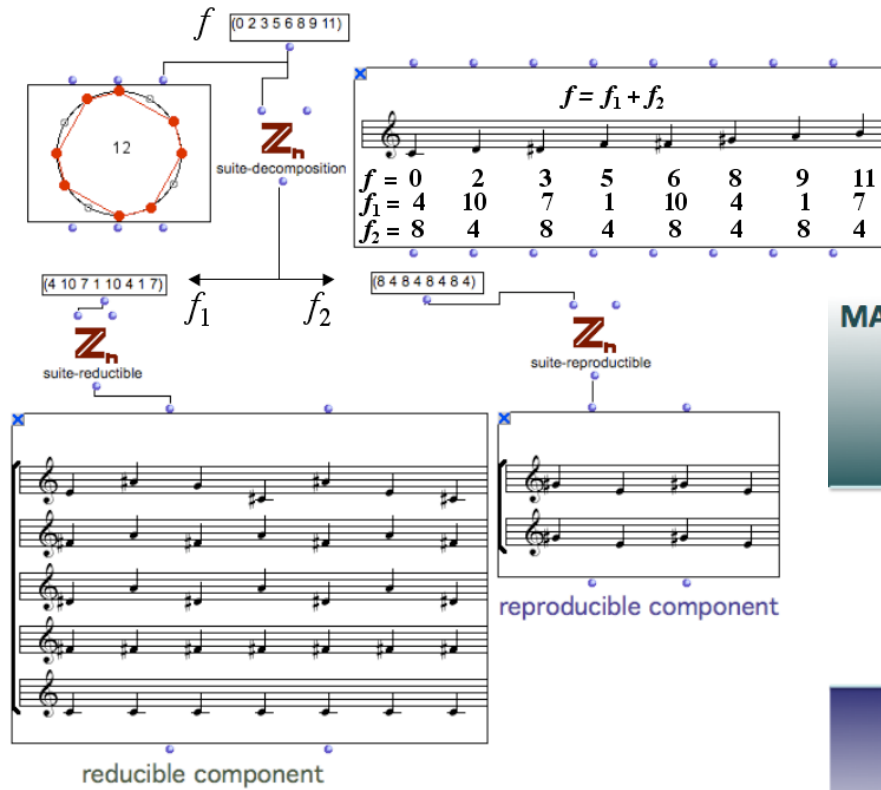 f (0 2 3 5 6 8 9 11)
12
Zn
suite-decomposition
f = f1 + f2
f = 0 2 3 5 6 8 9 11
f1 = 4 10 7 1 10 4 1 7
f2 = 8 4 8 4 8 4 8 4
(4 10 7 1 10 4 1 7) f1 f2 (8 4 8 4 8 4 8 4)
Zn
suite-reductible
Zn
suite-reproductible
MA
reproducible component
reducible component